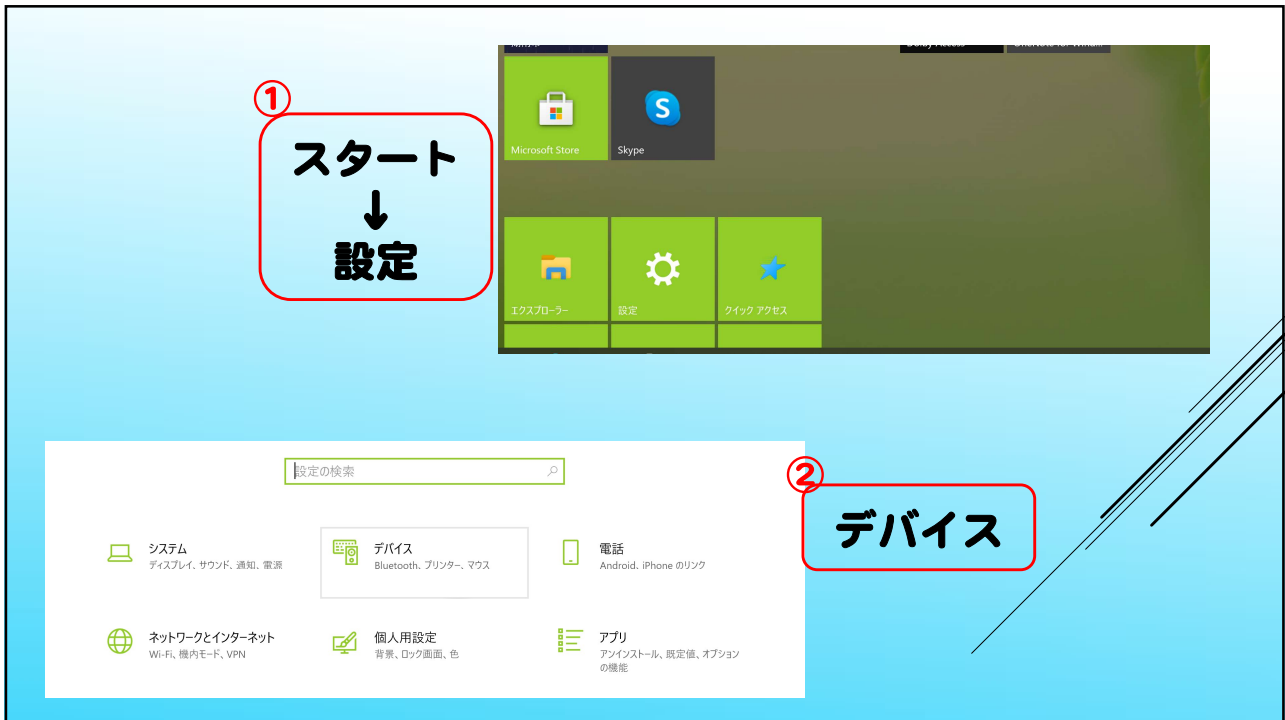 ①
スタート
↓
設定
Microsoft Store
Skype
エクスプローラー
設定
クイック アクセス
設定の検索
②
デバイス
システム
ディスプレイ、サウンド、通知、電源
デバイス
Bluetooth、プリンター、マウス
電話
Android、iPhone のリンク
ネットワークとインターネット
Wi-Fi、機内モード、VPN
個人用設定
背景、ロック画面、色
アプリ
アンインストール、既定値、オプション
の機能